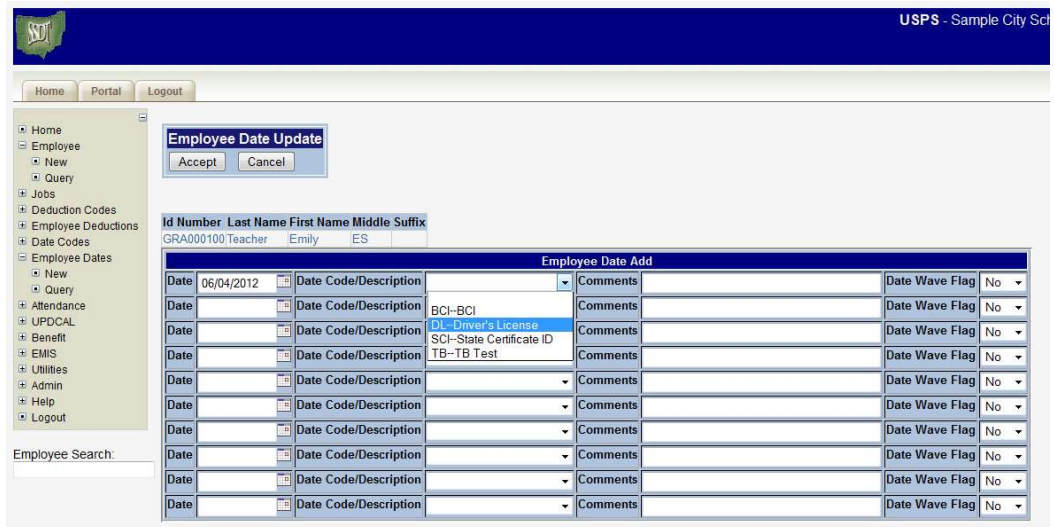 SSDT
USPS - Sample City Sch
Home Portal Logout
Home
Employee
New
Query
Jobs
Deduction Codes
Employee Deductions
Date Codes
Employee Dates
New
Query
Attendance
UPDCAL
Benefit
EMIS
Utilities
Admin
Help
Logout
Employee Search:
Employee Date Update
Accept Cancel
Id Number Last Name First Name Middle Suffix
GRA000100 Teacher Emily ES
Employee Date Add
Date 06/04/2012 Date Code/Description Comments Date Wave Flag No
Date Date Code/Description Comments Date Wave Flag No
Date Date Code/Description Comments Date Wave Flag No
Date Date Code/Description Comments Date Wave Flag No
BCI--BCI
DL--Driver's License
SCI--State Certificate ID
TB--TB Test
Date Date Code/Description Comments Date Wave Flag No
Date Date Code/Description Comments Date Wave Flag No
Date Date Code/Description Comments Date Wave Flag No
Date Date Code/Description Comments Date Wave Flag No
Date Date Code/Description Comments Date Wave Flag No
Date Date Code/Description Comments Date Wave Flag No